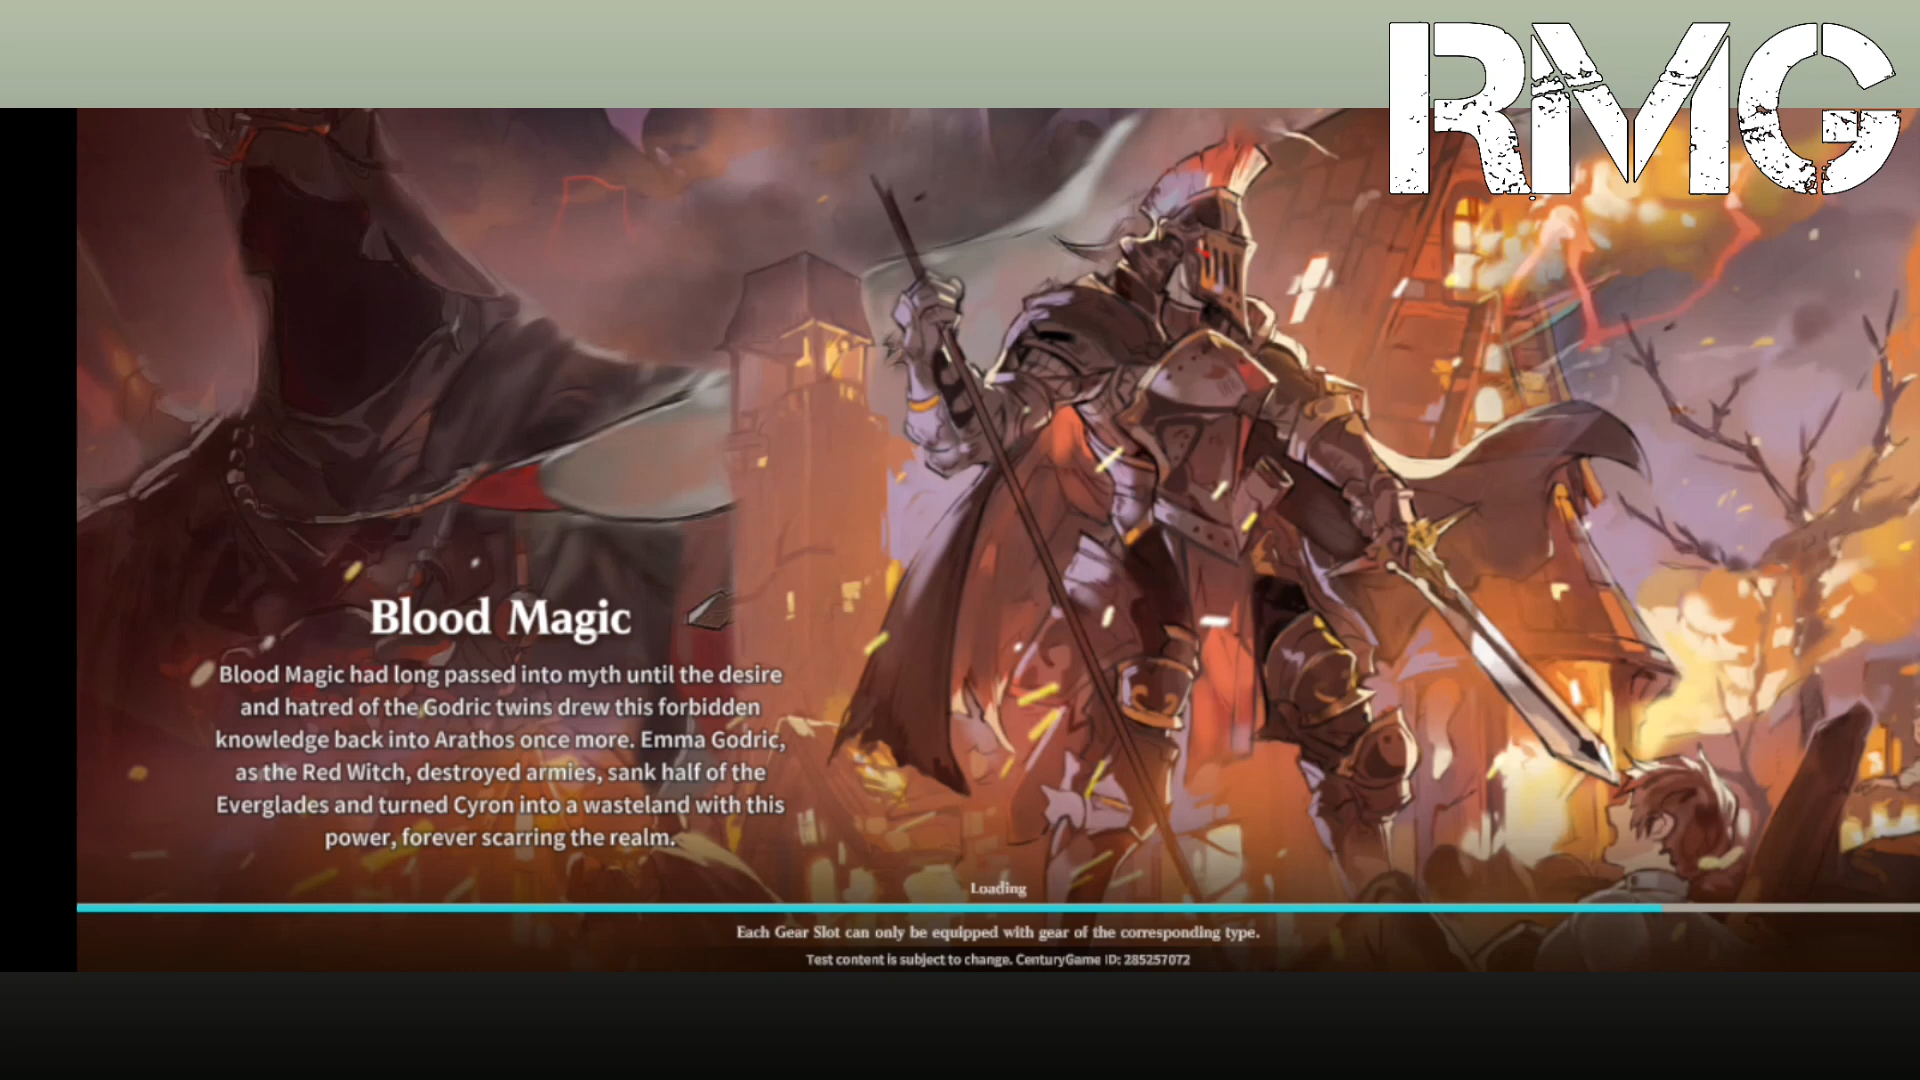 RMG
Blood Magic
Blood Magic had long passed into myth until the desire
and hatred of the Godric twins drew this forbidden
knowledge back into Arathos once more. Emma Godric,
as the Red Witch, destroyed armies, sank half of the
Everglades and turned Cyron into a wasteland with this
power, forever scarring the realm.
Loading
Each Gear Slot can only be equipped with gear of the corresponding type.
Test content is subject to change. CenturyGame ID: 285257072